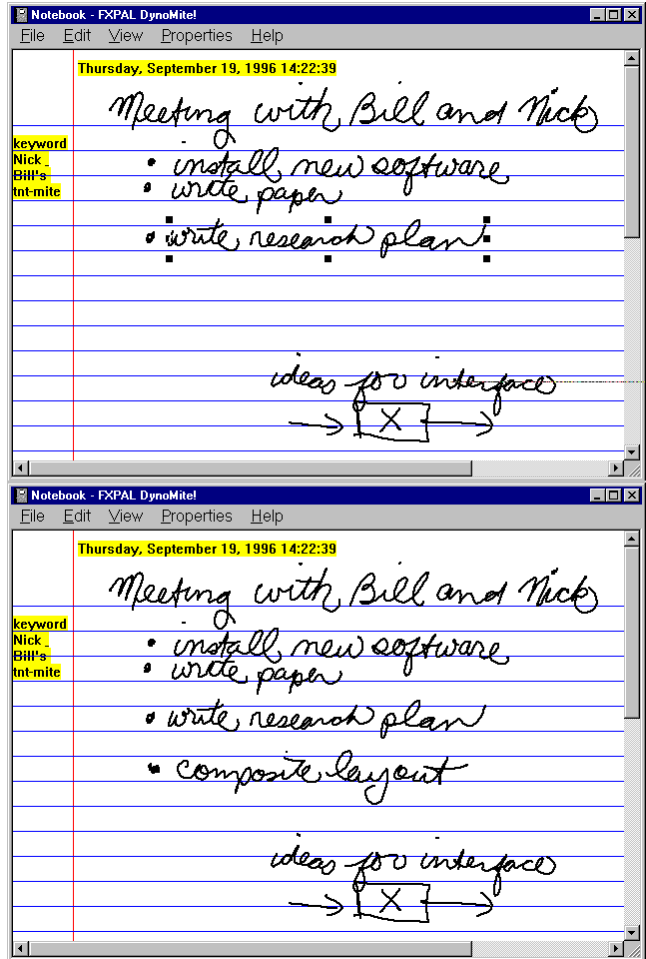 Notebook - FXPAL DynoMite!
File Edit View Properties Help
Thursday, September 19, 1996 14:22:39
Meeting with Bill and Nick
keyword
• install new software
Nick
Bill's
• write paper
tnt-mite
• write research plan
ideas for interface
X
Notebook - FXPAL DynoMite!
File Edit View Properties Help
Thursday, September 19, 1996 14:22:39
Meeting with Bill and Nick
keyword
• install new software
Nick
Bill's
• write paper
tnt-mite
• write research plan
• composite layout
ideas for interface
X